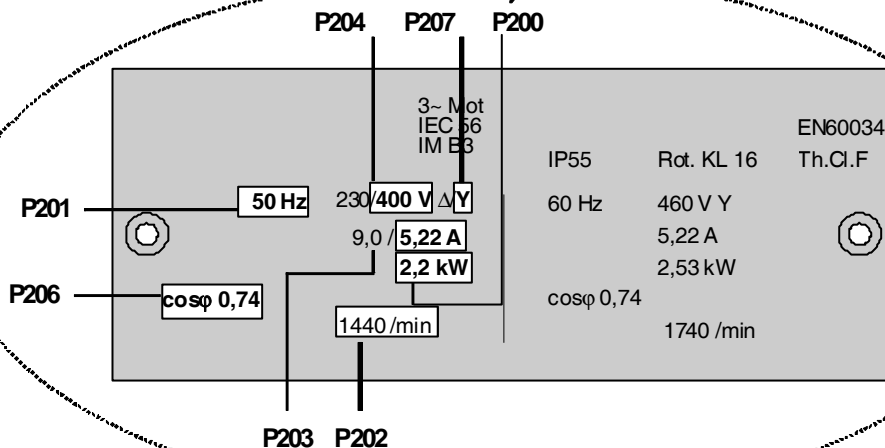 P204 P207 P200
3~ Mot
IEC 56
IM B3
EN60034
IP55 Rot. KL 16 Th.Cl.F
P201 50 Hz 230/400 V Δ/Y 60 Hz 460 V Y
9,0 / 5,22 A 5,22 A
2,2 kW 2,53 kW
P206 cosφ 0,74 cosφ 0,74
1440 /min 1740 /min
P203 P202